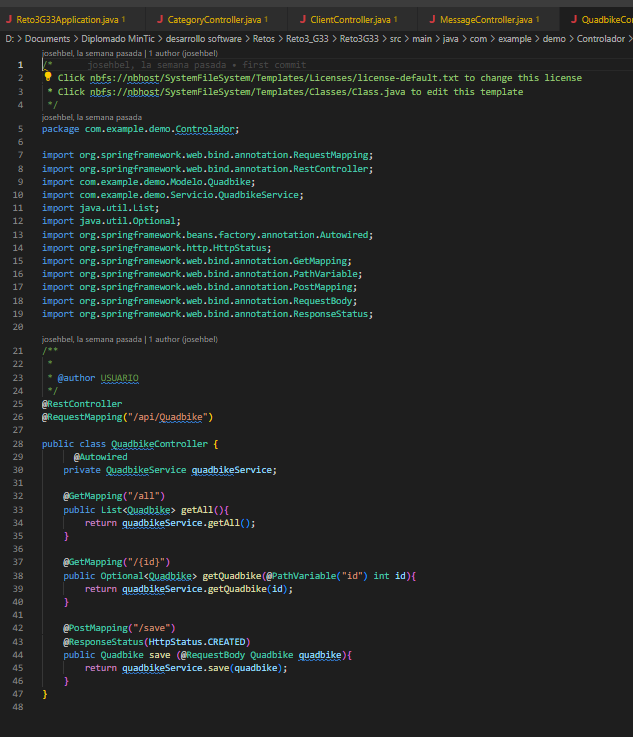 Reto3G33Application.java 1 CategoryController.java 1 ClientController.java 1 MessageController.java 1 QuadbikeCo
D: > Documents > Diplomado MinTic > desarrollo software > Retos > Reto3_G33 > Reto3G33 > src > main > java > com > example > demo > Controlador >
josehbel, la semana pasada | 1 author (josehbel)
1 /* josehbel, la semana pasada • first commit
2 Click nbfs://nbhost/SystemFileSystem/Templates/Licenses/license-default.txt to change this license
3 * Click nbfs://nbhost/SystemFileSystem/Templates/Classes/Class.java to edit this template
4 */
josehbel, la semana pasada
5 package com.example.demo.Controlador;
6
7 import org.springframework.web.bind.annotation.RequestMapping;
8 import org.springframework.web.bind.annotation.RestController;
9 import com.example.demo.Modelo.Quadbike;
10 import com.example.demo.Servicio.QuadbikeService;
11 import java.util.List;
12 import java.util.Optional;
13 import org.springframework.beans.factory.annotation.Autowired;
14 import org.springframework.http.HttpStatus;
15 import org.springframework.web.bind.annotation.GetMapping;
16 import org.springframework.web.bind.annotation.PathVariable;
17 import org.springframework.web.bind.annotation.PostMapping;
18 import org.springframework.web.bind.annotation.RequestBody;
19 import org.springframework.web.bind.annotation.ResponseStatus;
20
josehbel, la semana pasada | 1 author (josehbel)
21 /**
22 *
23 * @author USUARIO
24 */
25 @RestController
26 @RequestMapping("/api/Quadbike")
27
28 public class QuadbikeController {
29 @Autowired
30 private QuadbikeService quadbikeService;
31
32 @GetMapping("/all")
33 public List<Quadbike> getAll(){
34 return quadbikeService.getAll();
35 }
36
37 @GetMapping("/{id}")
38 public Optional<Quadbike> getQuadbike(@PathVariable("id") int id){
39 return quadbikeService.getQuadbike(id);
40 }
41
42 @PostMapping("/save")
43 @ResponseStatus(HttpStatus.CREATED)
44 public Quadbike save (@RequestBody Quadbike quadbike){
45 return quadbikeService.save(quadbike);
46 }
47 }
48